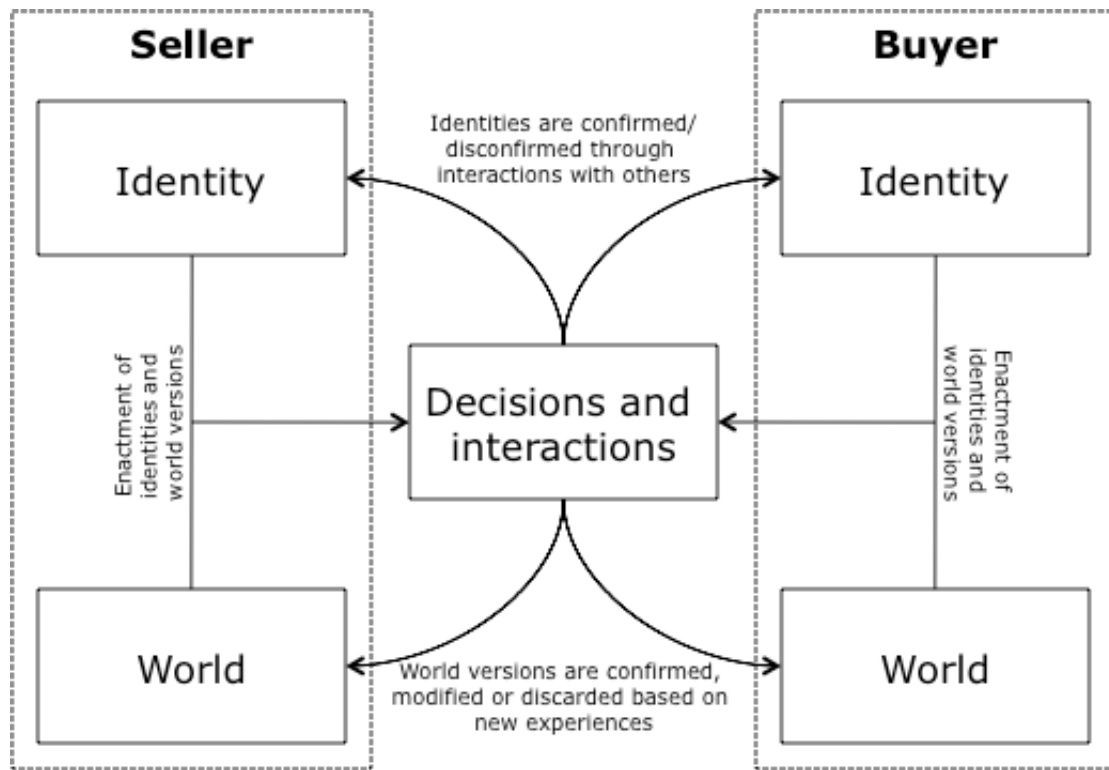 Seller
Buyer
Identities are confirmed/
disconfirmed through
interactions with others
Identity
Identity
Enactment of
identities and
world versions
Decisions and
interactions
Enactment of
identities and
world versions
World
World versions are confirmed,
modified or discarded based on
new experiences
World